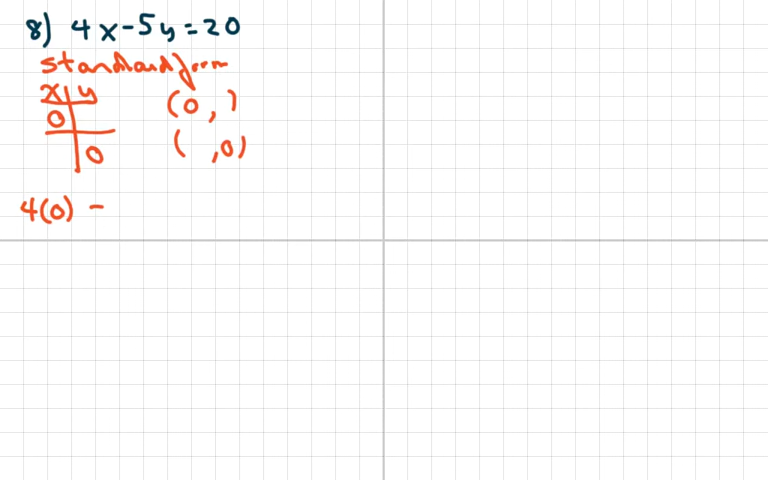 8) 4x-5y=20
standard form
x y (0, )
0
0 ( ,0)
4(0) -